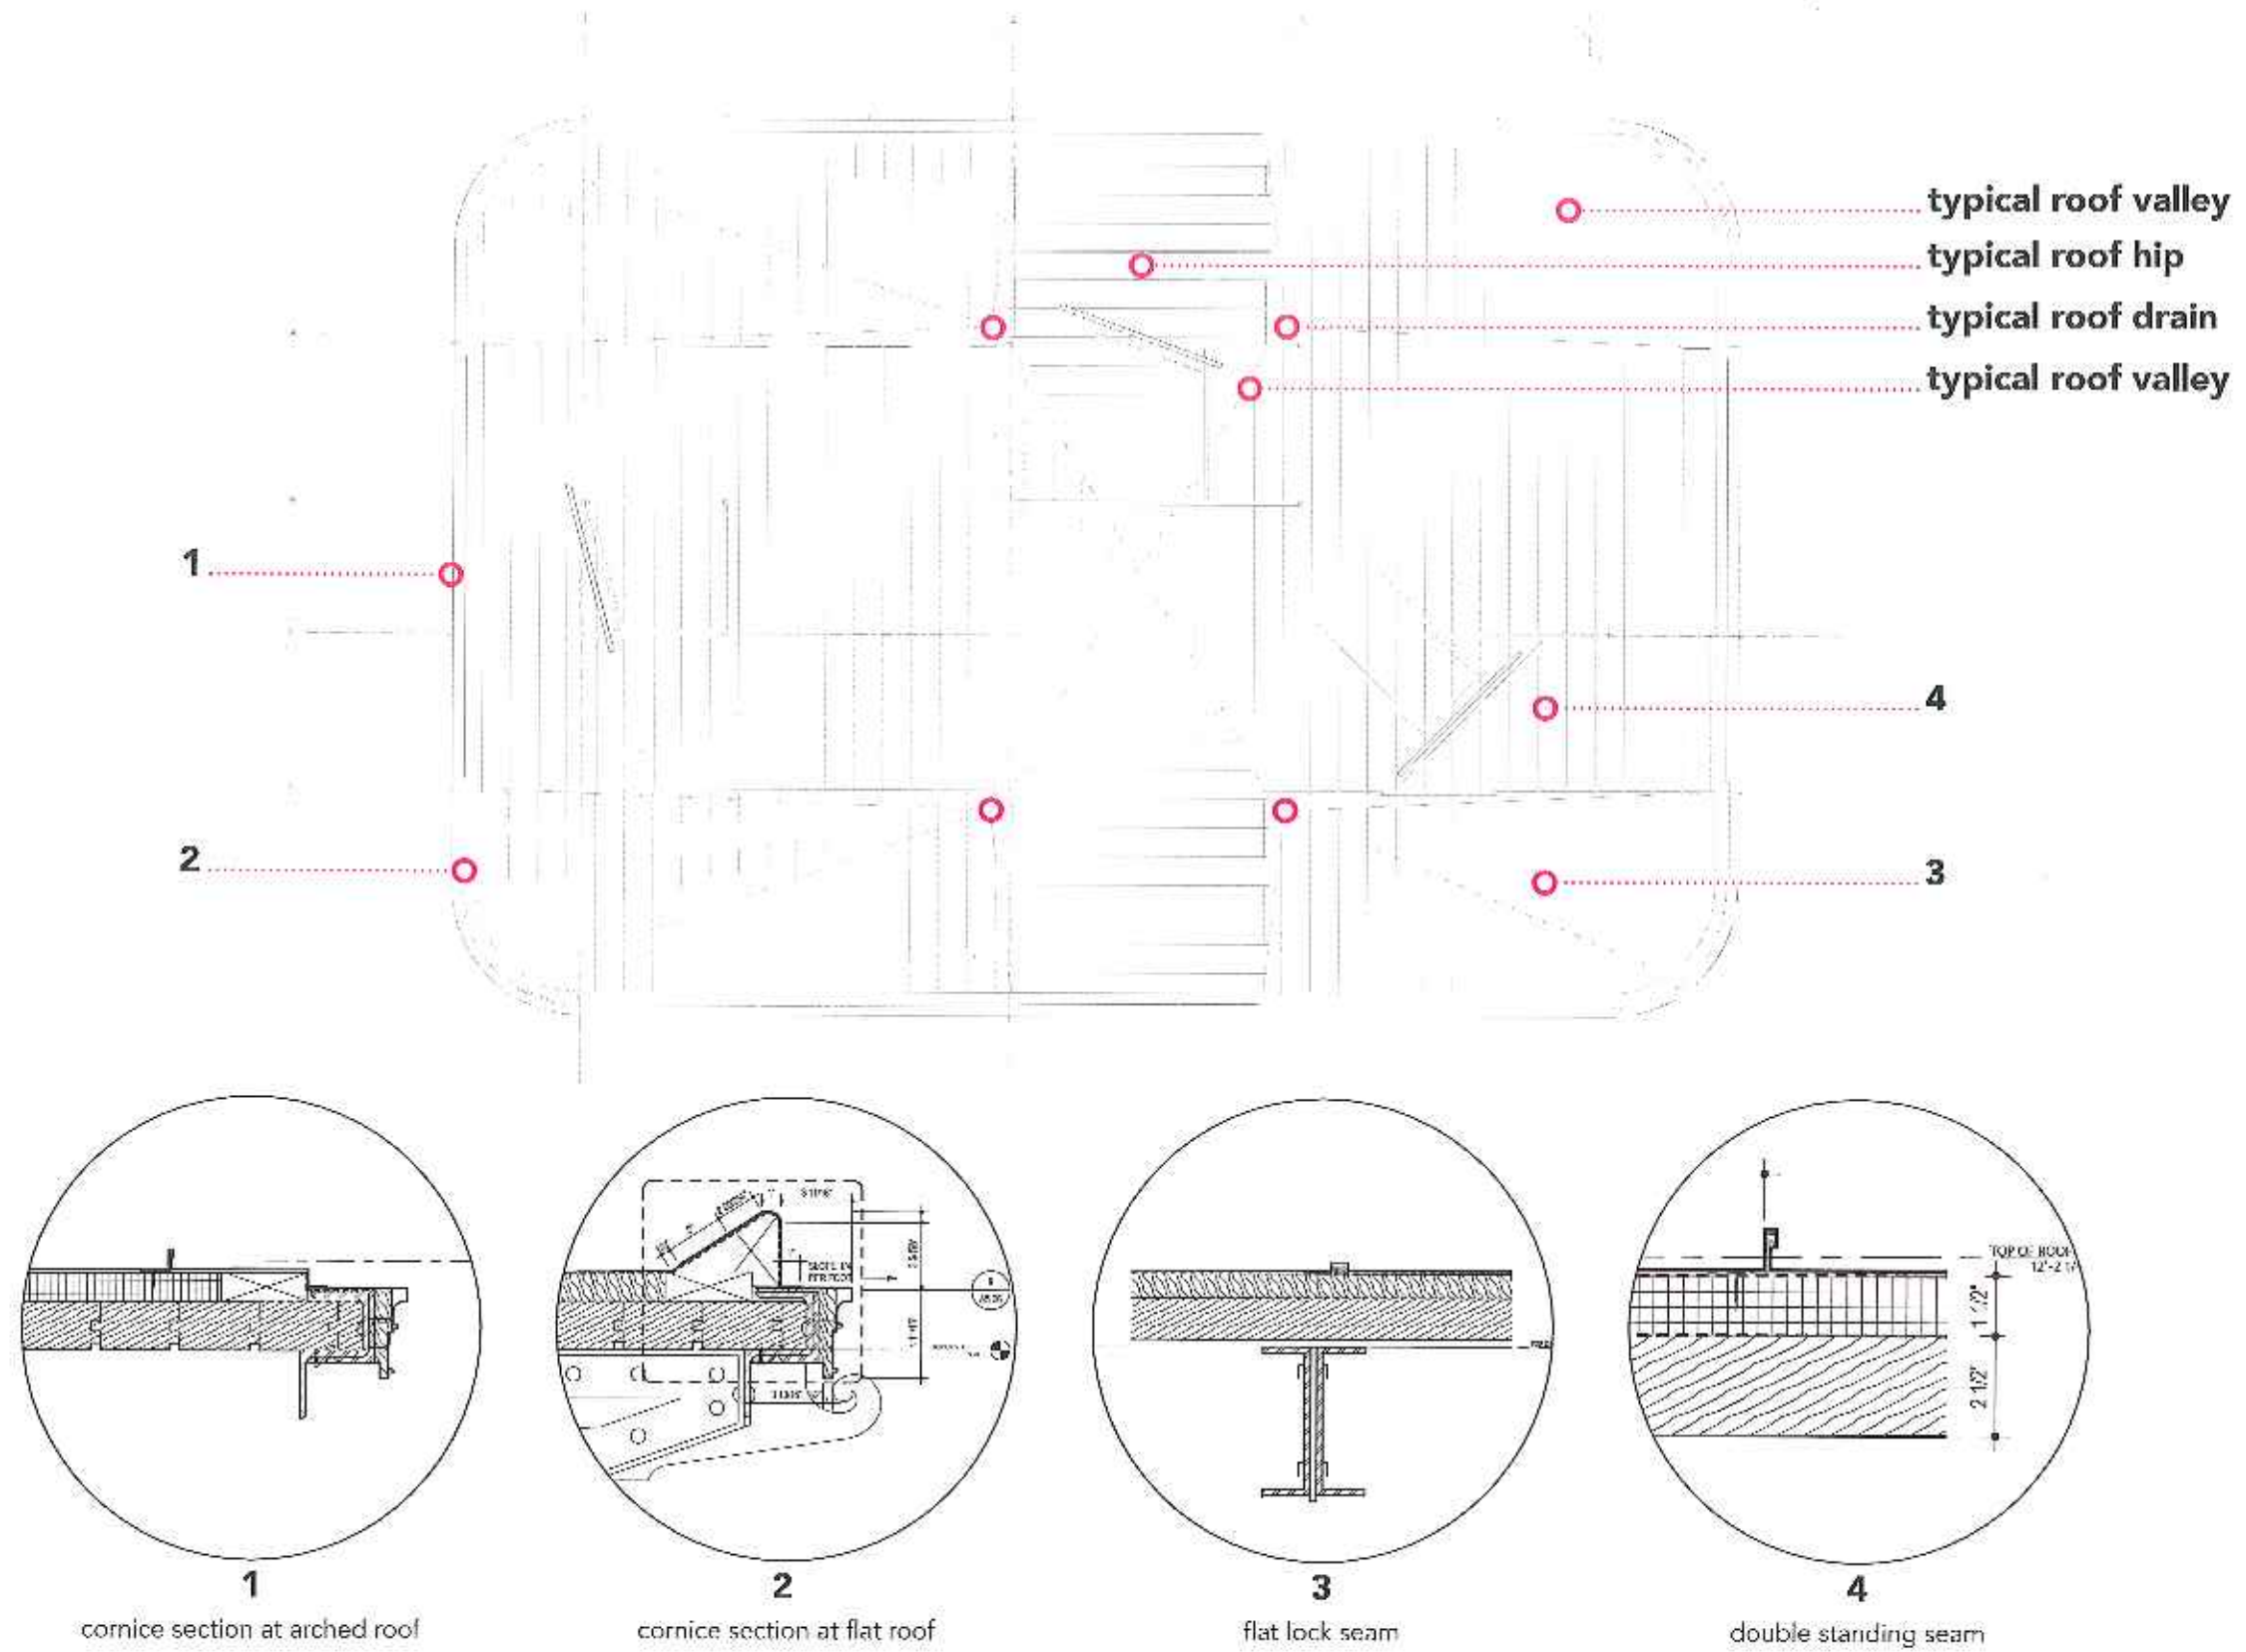 typical roof valley
typical roof hip
typical roof drain
typical roof valley
1
4
2
3
TOP OF ROOF
1 1/2"
2 1/2"
1
2
3
4
cornice section at arched roof
cornice section at flat roof
flat lock seam
double standing seam